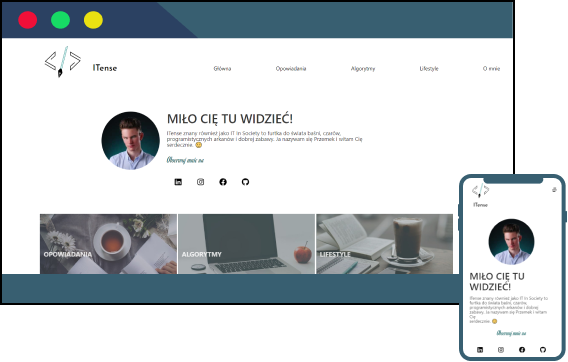 ITense
Główna Opowiadania Algorytmy Lifestyle O mnie
MIŁO CIĘ TU WIDZIEĆ!
ITense znany również jako IT in Society to furtka do świata baśni, czarów,
programistycznych arkanów i dobrej zabawy. Ja nazywam się Przemek i witam Cię
serdecznie. 😊
Obserwuj mnie na
OPOWIADANIA
ALGORYTMY
LIFESTYLE
ITense
MIŁO CIĘ TU
WIDZIEĆ!
ITense znany również jako IT in Society to
furtka do świata baśni, czarów,
programistycznych arkanów i dobrej
zabawy. Ja nazywam się Przemek i witam
Cię
serdecznie. 😊
Obserwuj mnie na